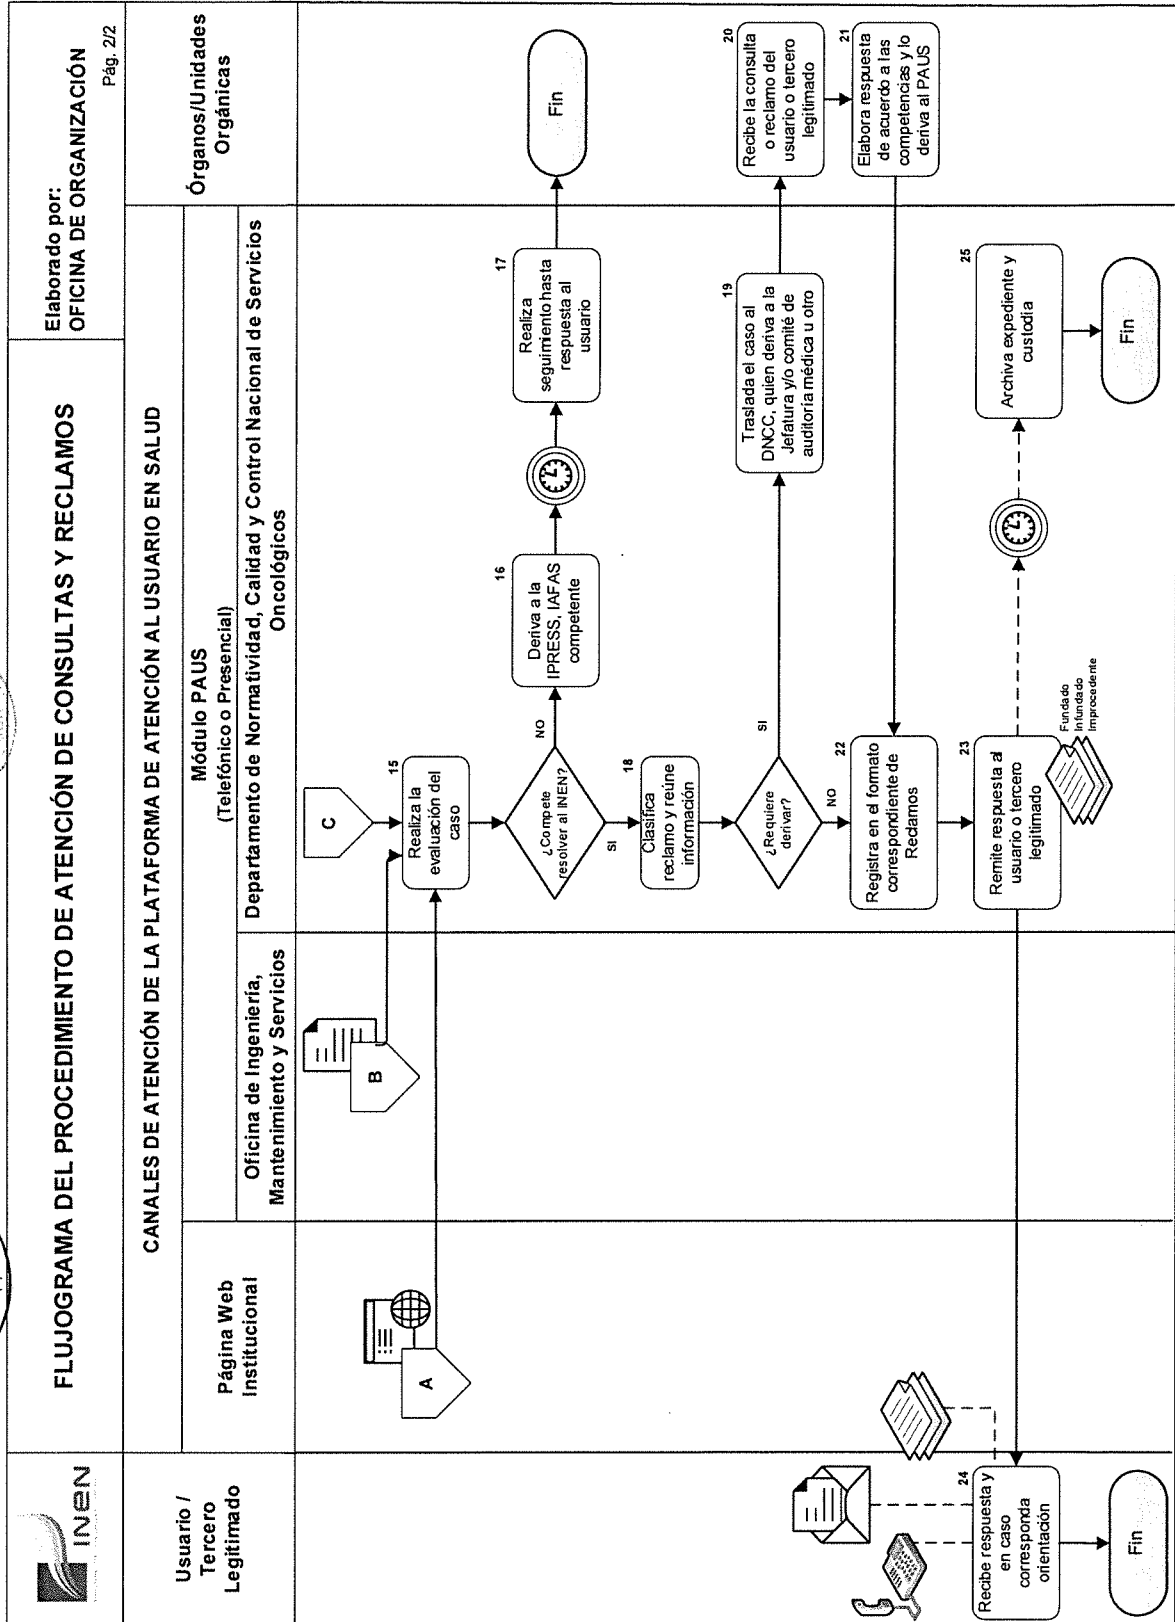 INEN
FLUJOGRAMA DEL PROCEDIMIENTO DE ATENCIÓN DE CONSULTAS Y RECLAMOS
Elaborado por:
OFICINA DE ORGANIZACIÓN
Pág. 2/2
CANALES DE ATENCIÓN DE LA PLATAFORMA DE ATENCIÓN AL USUARIO EN SALUD
Usuario /
Tercero
Legitimado
Página Web
Institucional
Módulo PAUS
(Telefónico o Presencial)
Oficina de Ingeniería,
Mantenimiento y Servicios
Departamento de Normatividad, Calidad y Control Nacional de Servicios
Oncológicos
Órganos/Unidades
Orgánicas
A
B
C
15
Realiza la
evaluación del
caso
¿Compete
resolver al INEN?
NO
SI
16
Deriva a la
IPRESS, IAFAS
competente
17
Realiza
seguimiento hasta
respuesta al
usuario
Fin
18
Clasifica
reclamo y reúne
información
¿Requiere
derivar?
SI
NO
19
Traslada el caso al
DNCC, quien deriva a la
Jefatura y/o comité de
auditoría médica u otro
20
Recibe la consulta
o reclamo del
usuario o tercero
legitimado
21
Elabora respuesta
de acuerdo a las
competencias y lo
deriva al PAUS
22
Registra en el formato
correspondiente de
Reclamos
23
Remite respuesta al
usuario o tercero
legitimado
Fundado
Infundado
Improcedente
24
Recibe respuesta y
en caso
corresponda
orientación
Fin
25
Archiva expediente y
custodia
Fin